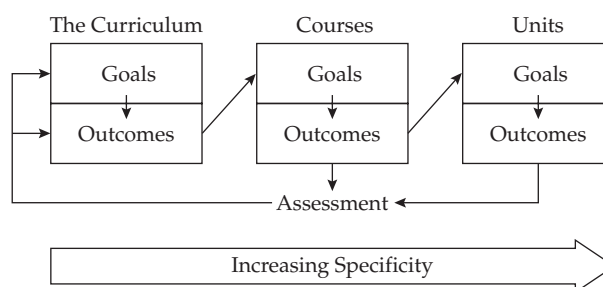 The Curriculum Courses Units
Goals Goals Goals
Outcomes Outcomes Outcomes
Assessment
Increasing Specificity